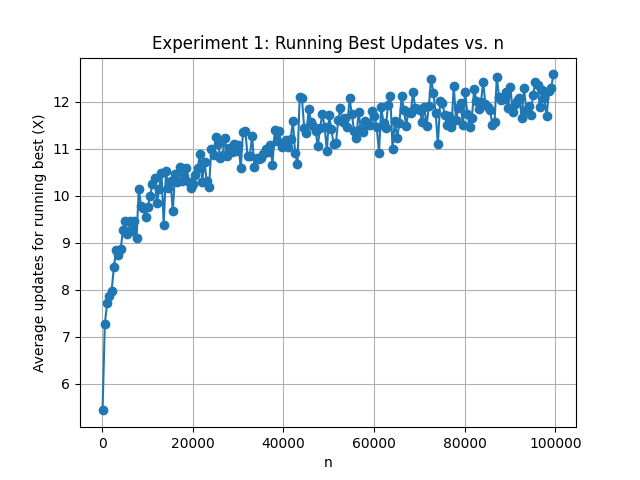 Experiment 1: Running Best Updates vs. n
Average updates for running best (X)
12
11
10
9
8
7
6
0 20000 40000 60000 80000 100000
n